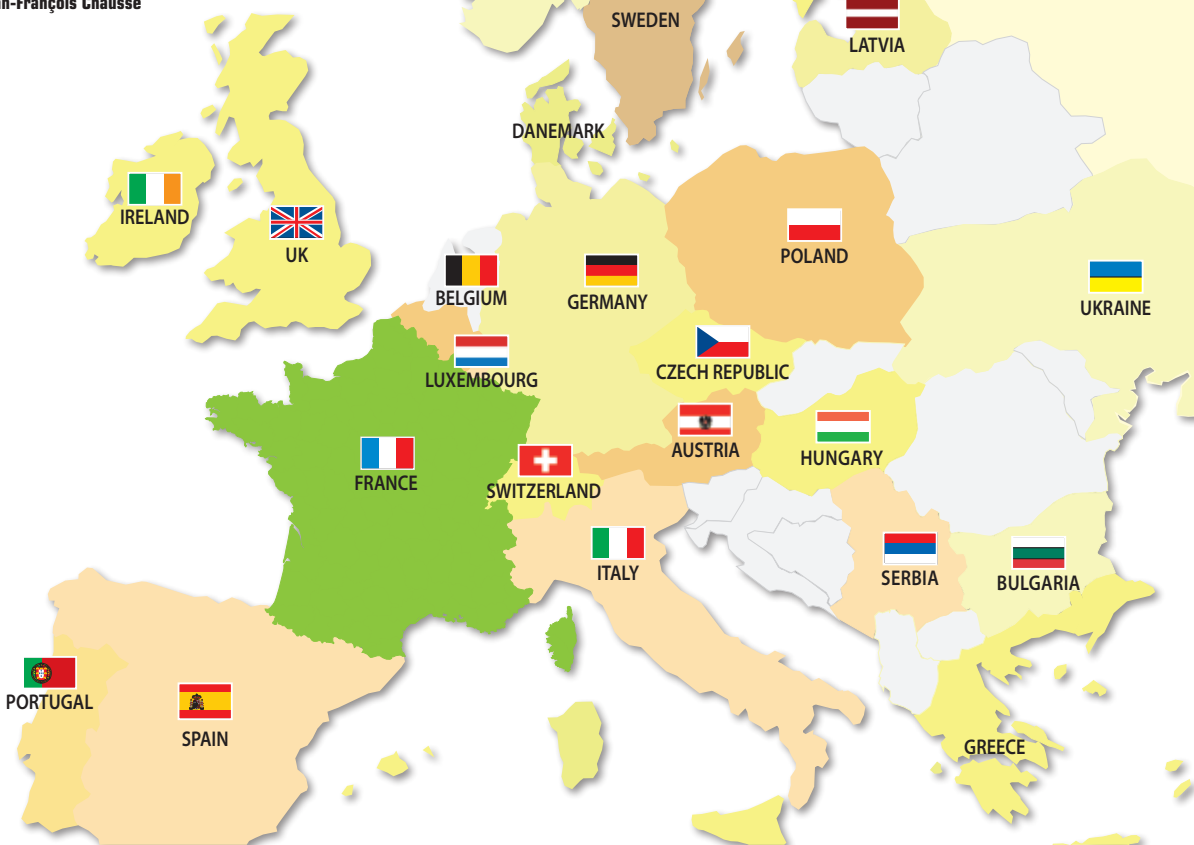 an-François Chausse
SWEDEN
LATVIA
DANEMARK
IRELAND
UK
POLAND
BELGIUM
GERMANY
UKRAINE
CZECH REPUBLIC
LUXEMBOURG
AUSTRIA
HUNGARY
FRANCE
SWITZERLAND
ITALY
SERBIA
BULGARIA
PORTUGAL
SPAIN
GREECE